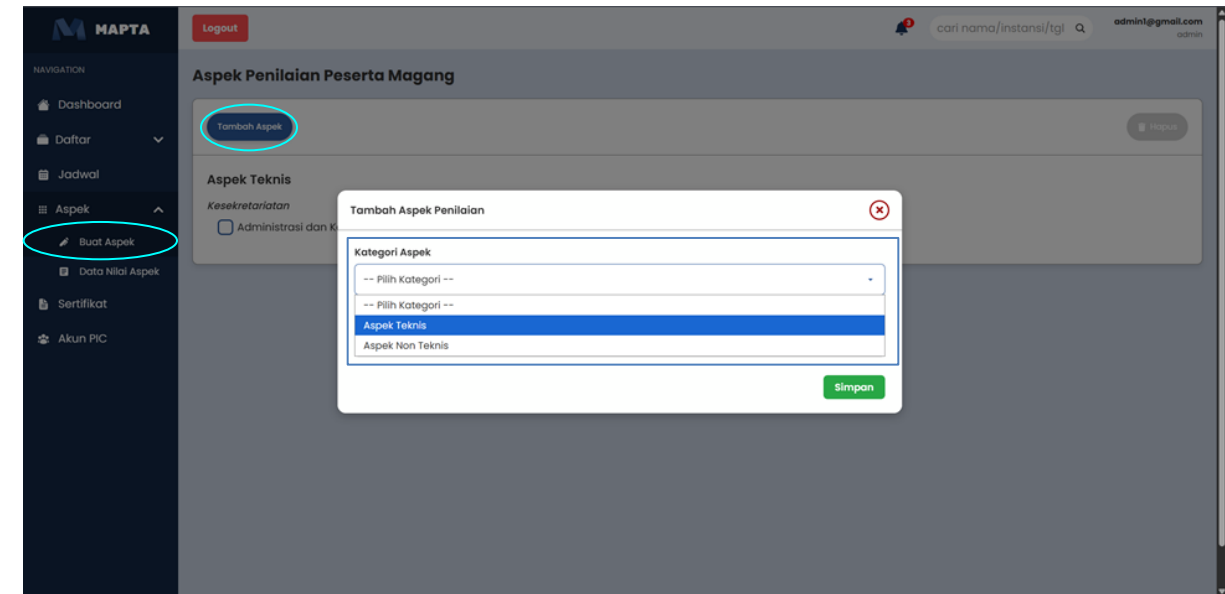 MAPTA
Logout
3
cari nama/instansi/tgl
admin1@gmail.com
admin
NAVIGATION
Dashboard
Daftar
Jadwal
Aspek
Buat Aspek
Data Nilai Aspek
Sertifikat
Akun PIC
Aspek Penilaian Peserta Magang
Tambah Aspek
Hapus
Aspek Teknis
Kesekretariatan
Administrasi dan
Tambah Aspek Penilaian
Kategori Aspek
-- Pilih Kategori --
-- Pilih Kategori --
Aspek Teknis
Aspek Non Teknis
Simpan